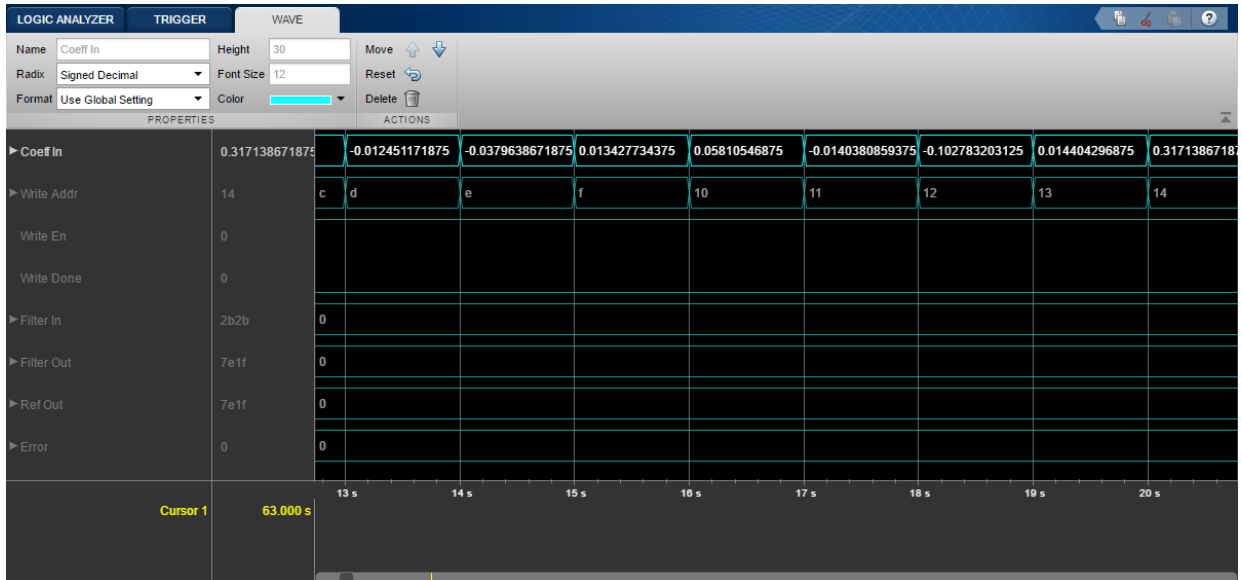 LOGIC ANALYZER TRIGGER WAVE ?
Name Coeff In Height 30 Move
Radix Signed Decimal Font Size 12 Reset
Format Use Global Setting Color Delete
PROPERTIES ACTIONS
Coeff In 0.317138671875 -0.012451171875 -0.0379638671875 0.013427734375 0.05810546875 -0.0140380859375 -0.102783203125 0.014404296875 0.3171386718
Write Addr 14 c d e f 10 11 12 13 14
Write En 0
Write Done 0
Filter In 2b2b 0
Filter Out 7e1f 0
Ref Out 7e1f 0
Error 0 0
13 s 14 s 15 s 16 s 17 s 18 s 19 s 20 s
Cursor 1 63.000 s